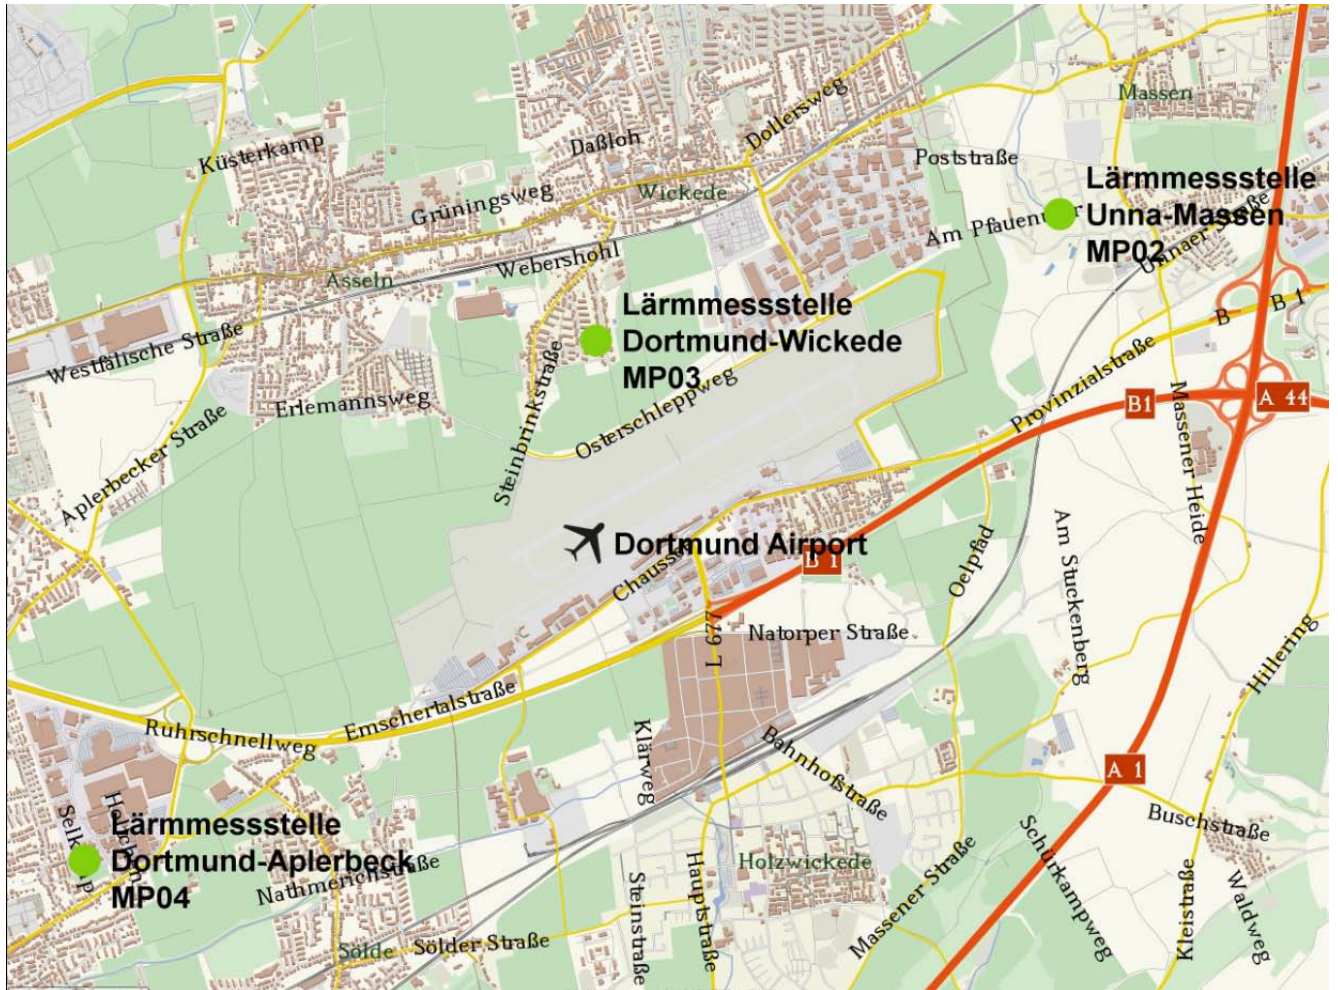 Massen
Dollersweg
Daßloh
Küsterkamp
Poststraße
Wickede
Grüningsweg
Am Pfauen
Lärmmessstelle
Unna-Massen
MP02
Unnaer Straße
Webershohl
Asseln
Lärmmessstelle
Dortmund-Wickede
MP03
B
B 1
Westfälische Straße
Steinbrinkstraße
Osterschleppweg
Provinzialstraße
B1
A 44
Massener Heide
Erlemannsweg
Aplerbecker Straße
Dortmund Airport
Chaussee
B 1
Oelpfad
Am Stuckenberg
L 677
Natorper Straße
Hillering
Emschertalstraße
Ruhrschnellweg
Klärweg
Bahnhofstraße
A 1
Buschstraße
Lärmmessstelle
Dortmund-Aplerbeck
MP04
Nathmerichstraße
Holzwickede
Schürkampweg
Steinstraße
Hauptstraße
Massener Straße
Kleistraße
Waldweg
Sölde
Sölder Straße